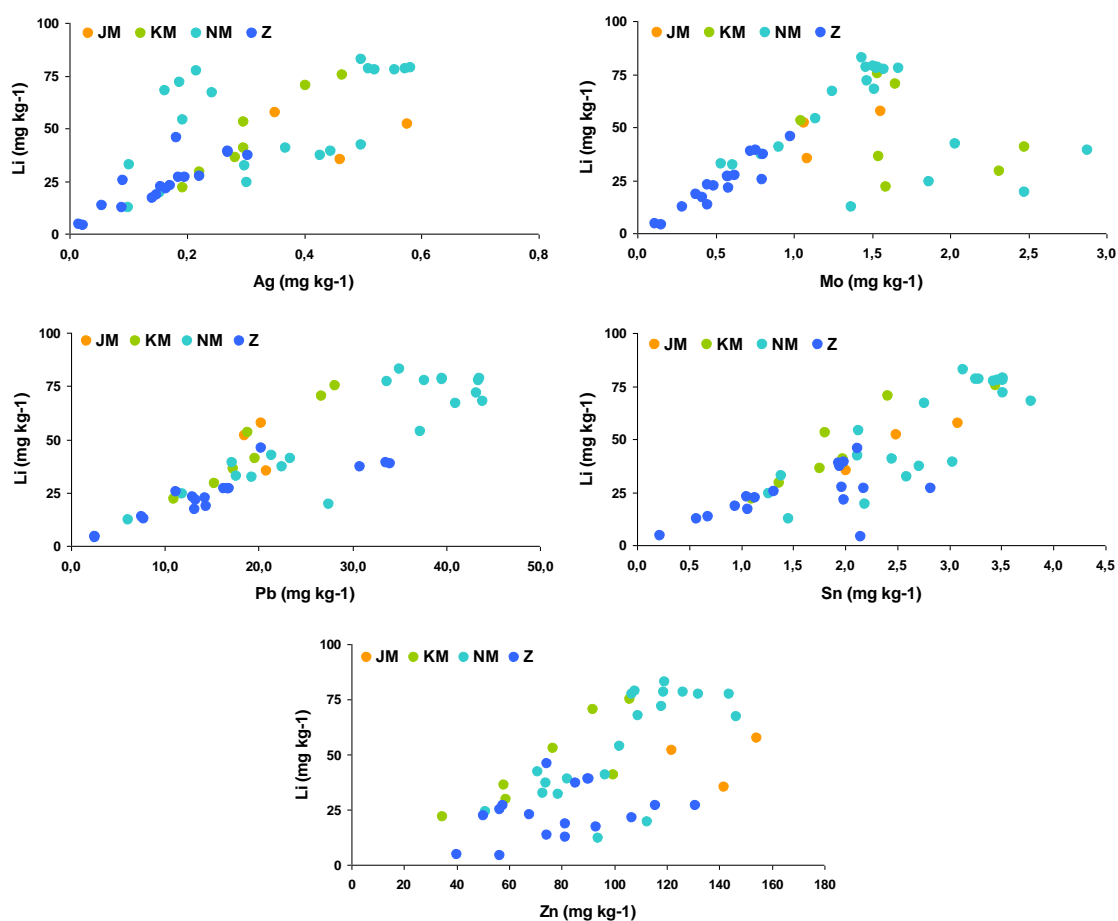 100
75
50
25
0
Li (mg kg-1)
JM KM NM Z
0,0 0,2 0,4 0,6 0,8
Ag (mg kg-1)
100
75
50
25
0
Li (mg kg-1)
JM KM NM Z
0,0 0,5 1,0 1,5 2,0 2,5 3,0
Mo (mg kg-1)
100
75
50
25
0
Li (mg kg-1)
JM KM NM Z
0,0 10,0 20,0 30,0 40,0 50,0
Pb (mg kg-1)
100
75
50
25
0
Li (mg kg-1)
JM KM NM Z
0,0 0,5 1,0 1,5 2,0 2,5 3,0 3,5 4,0 4,5
Sn (mg kg-1)
100
75
50
25
0
Li (mg kg-1)
JM KM NM Z
0 20 40 60 80 100 120 140 160 180
Zn (mg kg-1)